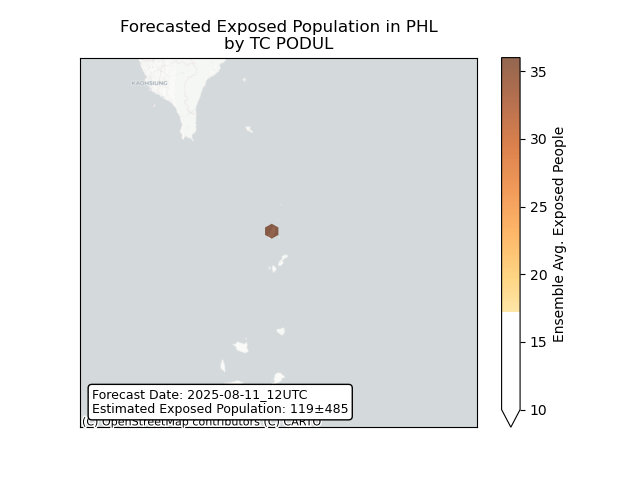 Forecasted Exposed Population in PHL
by TC PODUL
KAOHSIUNG
35
30
25
20
15
10
Ensemble Avg. Exposed People
Forecast Date: 2025-08-11_12UTC
Estimated Exposed Population: 119±485
(C) OpenStreetMap contributors (C) CARTO